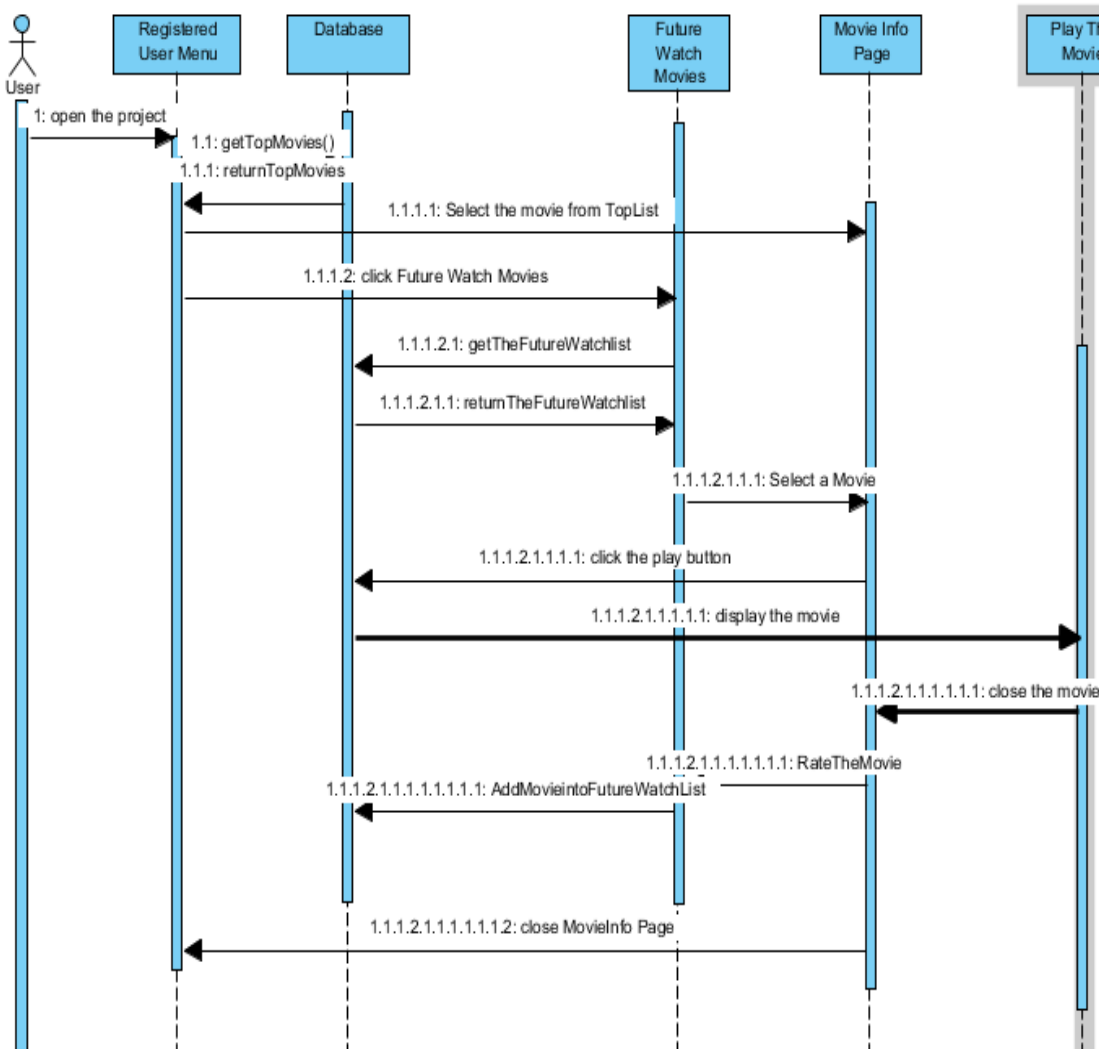 Registered
User Menu
Database
Future
Watch
Movies
Movie Info
Page
Play Th
Movie
User
1: open the project
1.1: getTopMovies()
1.1.1: returnTopMovies
1.1.1.1: Select the movie from TopList
1.1.1.2: click Future Watch Movies
1.1.1.2.1: getTheFutureWatchlist
1.1.1.2.1.1: returnTheFutureWatchlist
1.1.1.2.1.1.1: Select a Movie
1.1.1.2.1.1.1.1: click the play button
1.1.1.2.1.1.1.1.1: display the movie
1.1.1.2.1.1.1.1.1.1: close the movie
1.1.1.2.1.1.1.1.1.1.1: RateTheMovie
1.1.1.2.1.1.1.1.1.1.1.1: AddMovieintoFutureWatchList
1.1.1.2.1.1.1.1.1.1.2: close MovieInfo Page